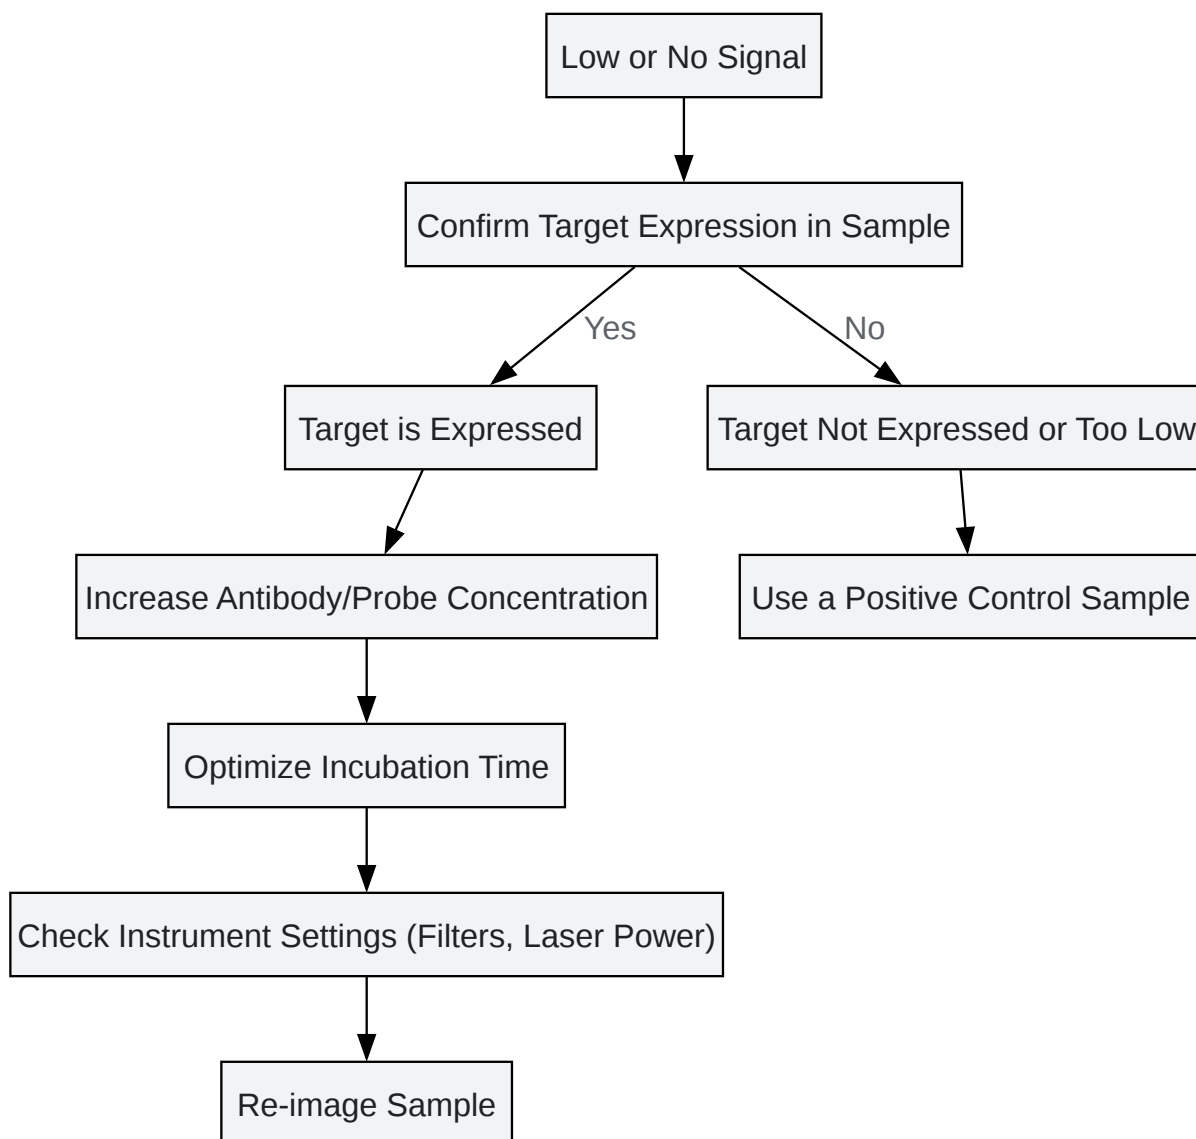 Low or No Signal
Confirm Target Expression in Sample
Yes
No
Target is Expressed
Target Not Expressed or Too Low
Increase Antibody/Probe Concentration
Use a Positive Control Sample
Optimize Incubation Time
Check Instrument Settings (Filters, Laser Power)
Re-image Sample